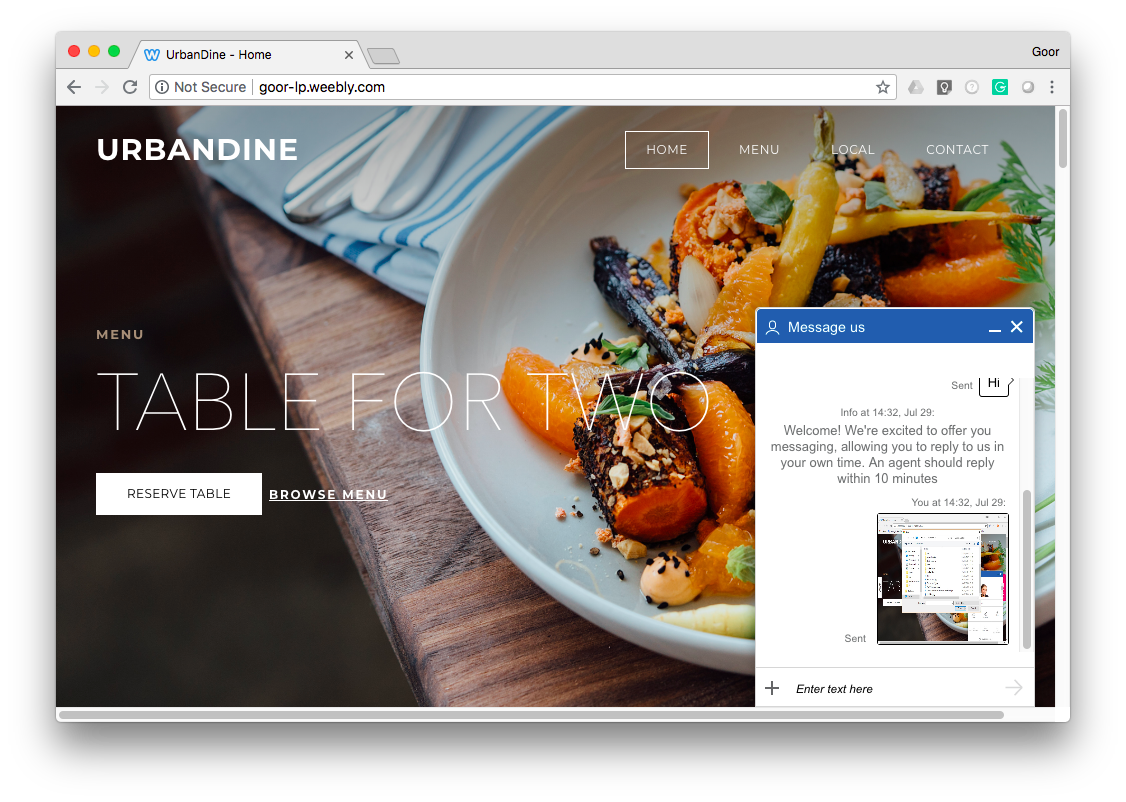 UrbanDine - Home
Goor
Not Secure
goor-lp.weebly.com
URBANDINE
HOME
MENU
LOCAL
CONTACT
MENU
TABLE FOR TWO
RESERVE TABLE
BROWSE MENU
Message us
Sent
Hi
Info at 14:32, Jul 29:
Welcome! We're excited to offer you
messaging, allowing you to reply to us in
your own time. An agent should reply
within 10 minutes
You at 14:32, Jul 29:
Sent
Enter text here